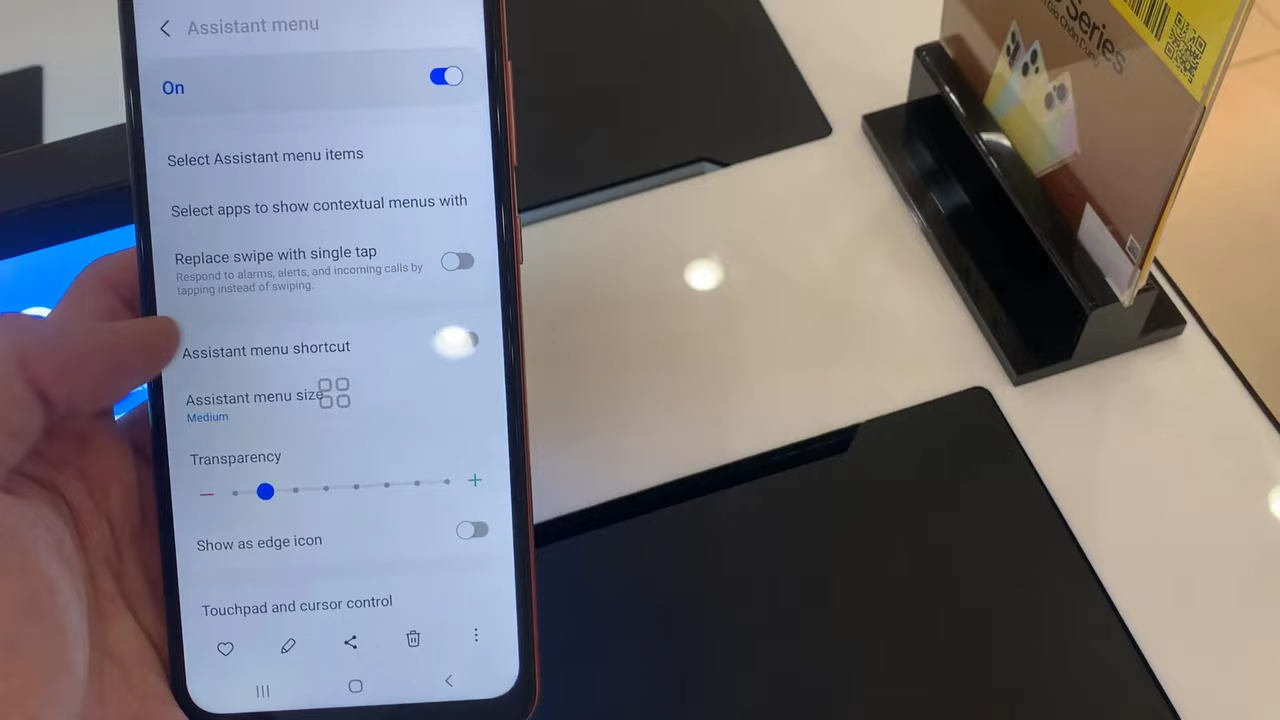 Assistant menu
On
Select Assistant menu items
Select apps to show contextual menus with
Replace swipe with single tap
Respond to alarms, alerts, and incoming calls by
tapping instead of swiping.
Assistant menu shortcut
Assistant menu size
Medium
Transparency
Show as edge icon
Touchpad and cursor control
Series